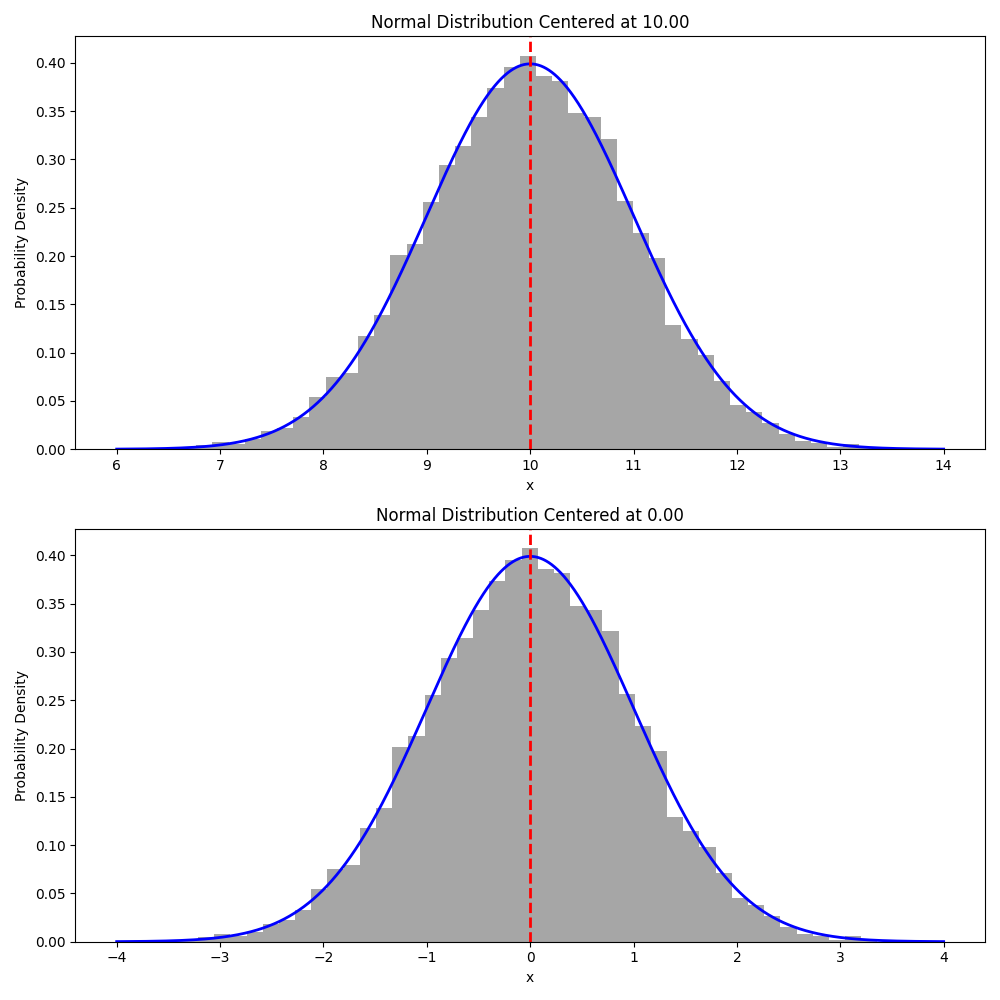 Normal Distribution Centered at 10.00
Probability Density
0.40
0.35
0.30
0.25
0.20
0.15
0.10
0.05
0.00
6 7 8 9 10 11 12 13 14
x
Normal Distribution Centered at 0.00
Probability Density
0.40
0.35
0.30
0.25
0.20
0.15
0.10
0.05
0.00
−4 −3 −2 −1 0 1 2 3 4
x